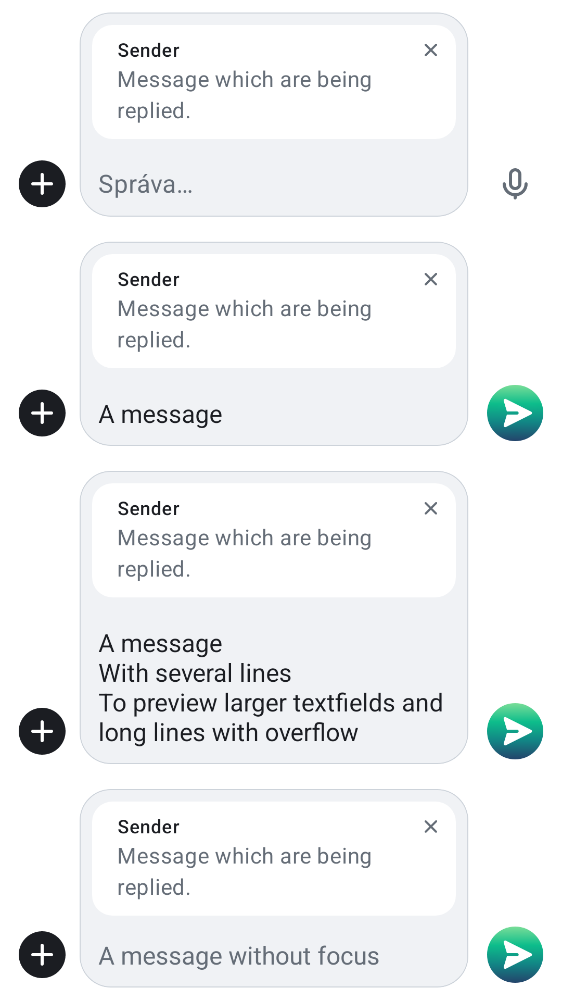 Sender
Message which are being
replied.
Správa…
Sender
Message which are being
replied.
A message
Sender
Message which are being
replied.
A message
With several lines
To preview larger textfields and
long lines with overflow
Sender
Message which are being
replied.
A message without focus